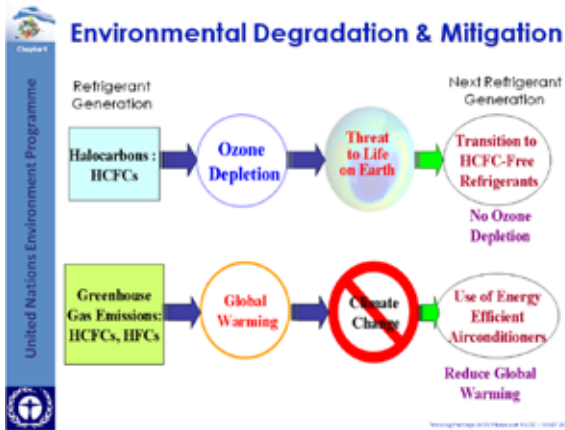 Environmental Degradation & Mitigation
Chapter
United Nations Environment Programme
Refrigerant
Generation
Next Refrigerant
Generation
Halocarbons :
HCFCs
Ozone
Depletion
Threat
to Life
on Earth
Transition to
HCFC-Free
Refrigerants
No Ozone
Depletion
Greenhouse
Gas Emissions:
HCFCs, HFCs
Global
Warming
Climate
Change
Use of Energy
Efficient
Airconditioners
Reduce Global
Warming